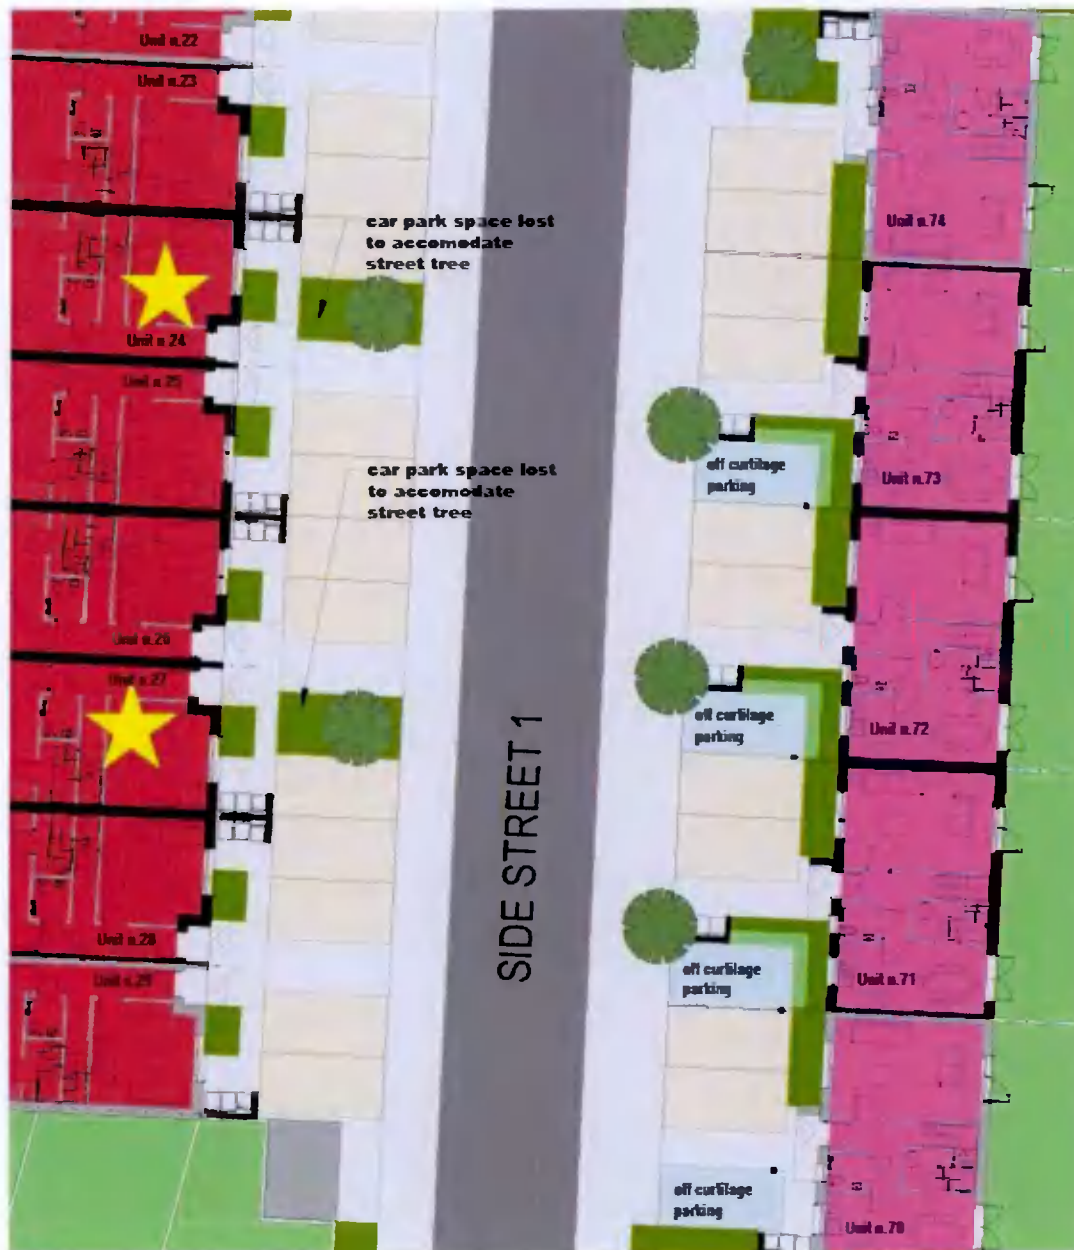 Unit n.22
Unit n.23
car park space lost
to accomodate
street tree
Unit n.74
Unit n.24
Unit n.25
car park space lost
to accomodate
street tree
off curtilage
parking
Unit n.73
Unit n.26
Unit n.27
off curtilage
parking
Unit n.72
SIDE STREET 1
Unit n.28
Unit n.29
off curtilage
parking
Unit n.71
off curtilage
parking
Unit n.70